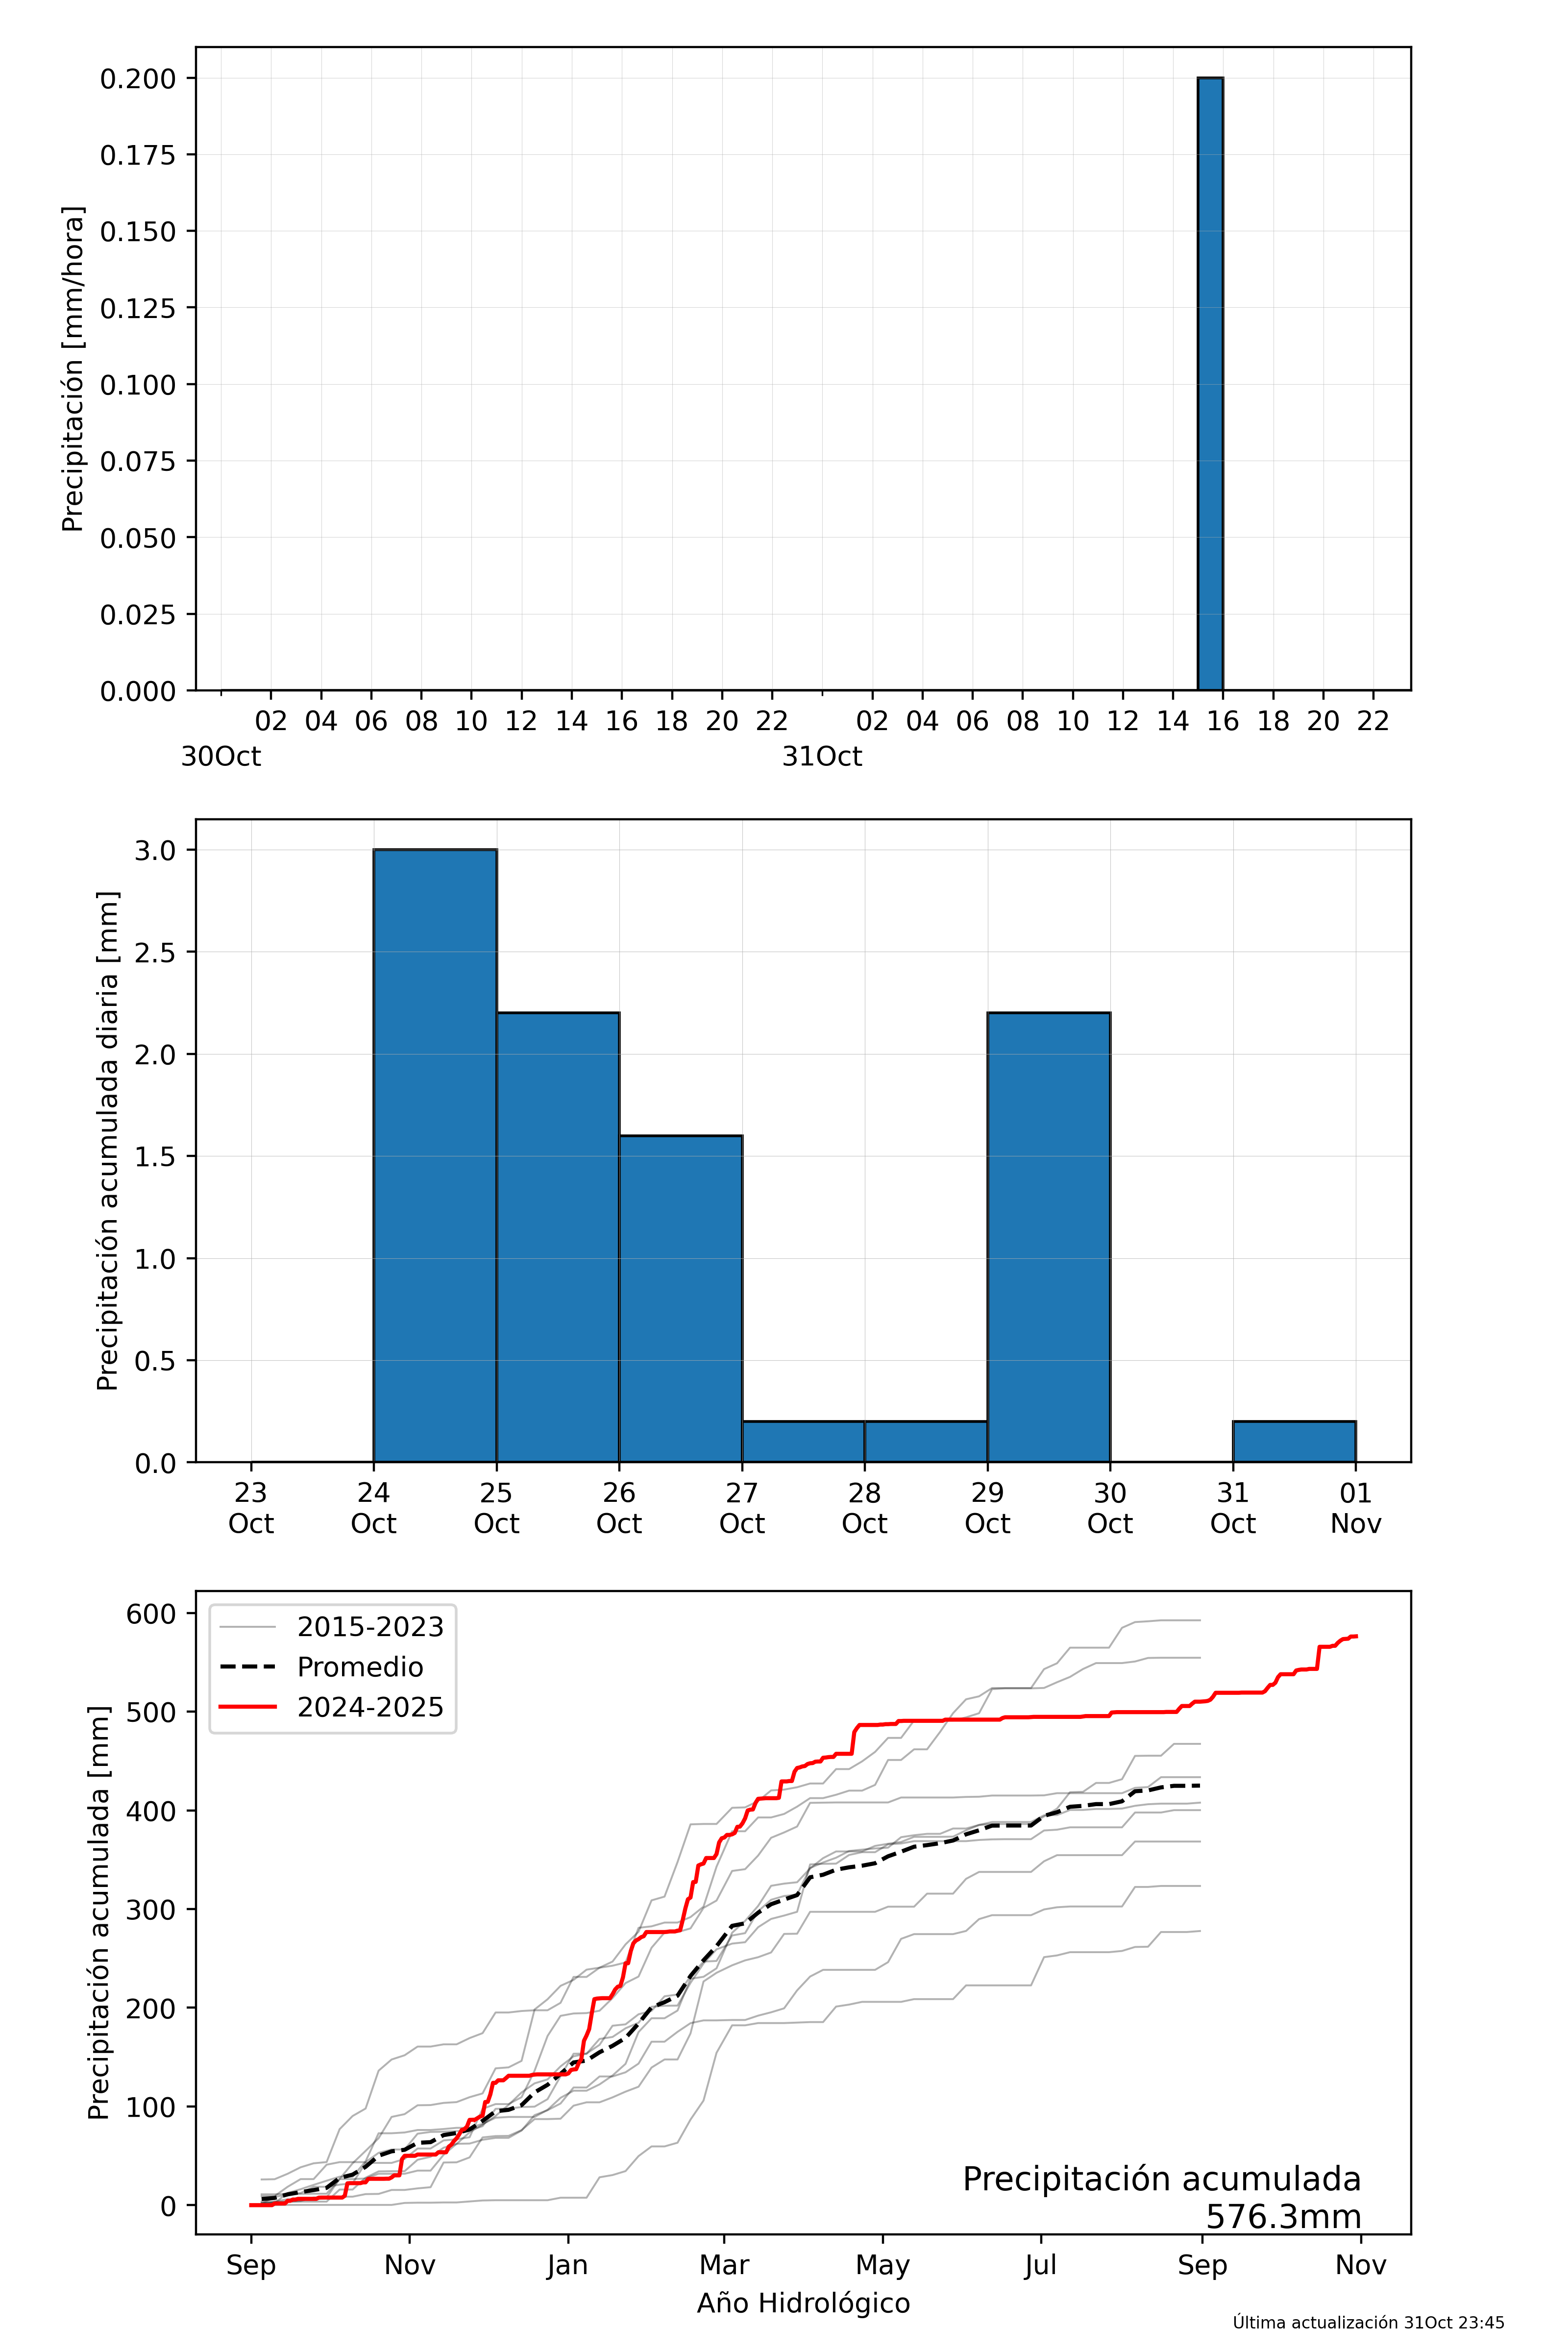 Precipitación [mm/hora]
0.200
0.175
0.150
0.125
0.100
0.075
0.050
0.025
0.000
02 04 06 08 10 12 14 16 18 20 22 02 04 06 08 10 12 14 16 18 20 22
30Oct 31Oct
Precipitación acumulada diaria [mm]
3.0
2.5
2.0
1.5
1.0
0.5
0.0
23 24 25 26 27 28 29 30 31 01
Oct Oct Oct Oct Oct Oct Oct Oct Oct Nov
Precipitación acumulada [mm]
600
500
400
300
200
100
0
2015-2023
Promedio
2024-2025
Precipitación acumulada
576.3mm
Sep Nov Jan Mar May Jul Sep Nov
Año Hidrológico
Última actualización 31Oct 23:45